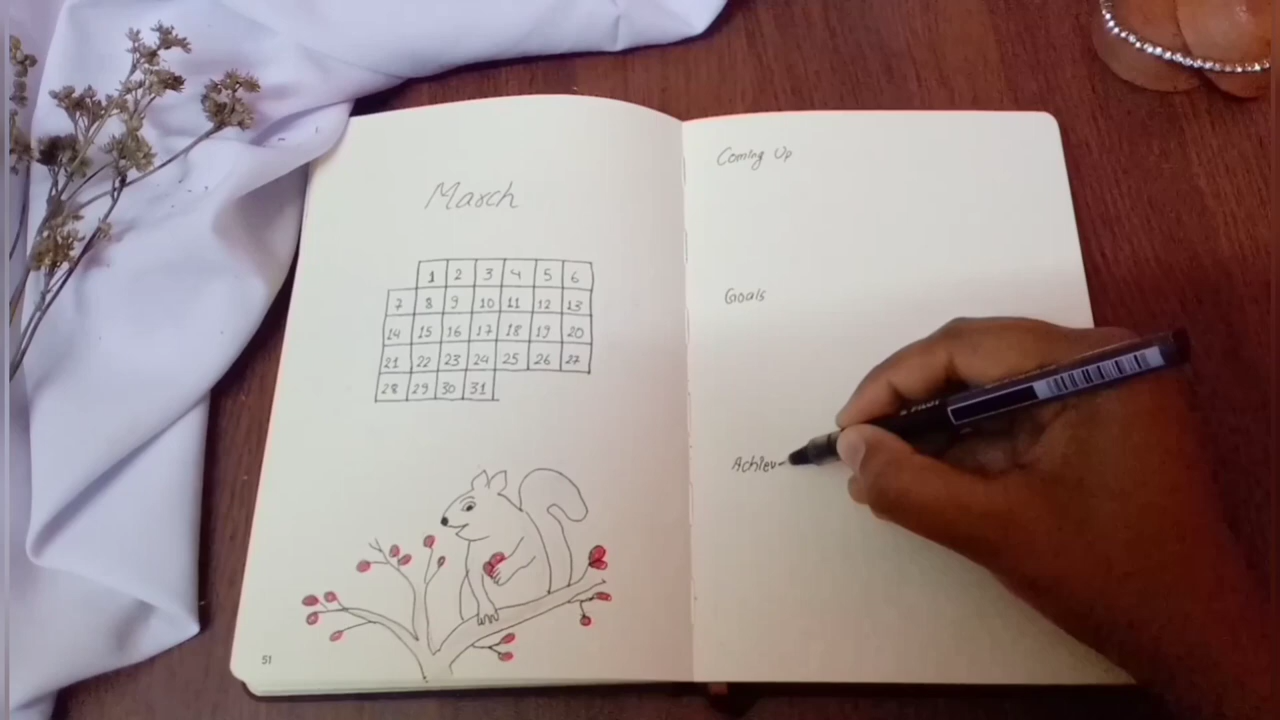 March
1 2 3 4 5 6
7 8 9 10 11 12 13
14 15 16 17 18 19 20
21 22 23 24 25 26 27
28 29 30 31
51
Coming Up
Goals
Achiev
PILOT